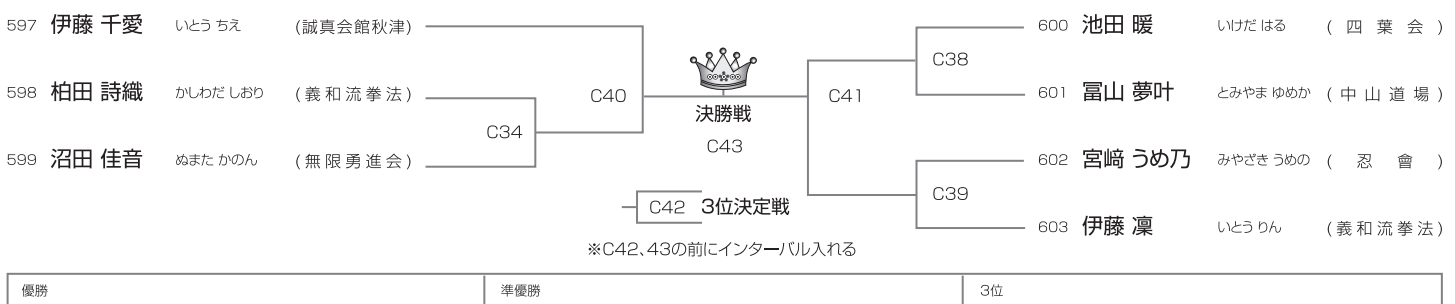 597 伊藤 千愛 いとう ちえ (誠真会館秋津)
598 柏田 詩織 かしわだ しおり (義和流拳法)
599 沼田 佳音 ぬまた かのん (無限勇進会)
C34
C40
決勝戦
C43
C42 3位決定戦
※C42、43の前にインターバル入れる
C41
C38
C39
600 池田 暖 いけだ はる (四葉会)
601 冨山 夢叶 とみやま ゆめか (中山道場)
602 宮﨑 うめ乃 みやざき うめの (忍會)
603 伊藤 凜 いとう りん (義和流拳法)
優勝 準優勝 3位